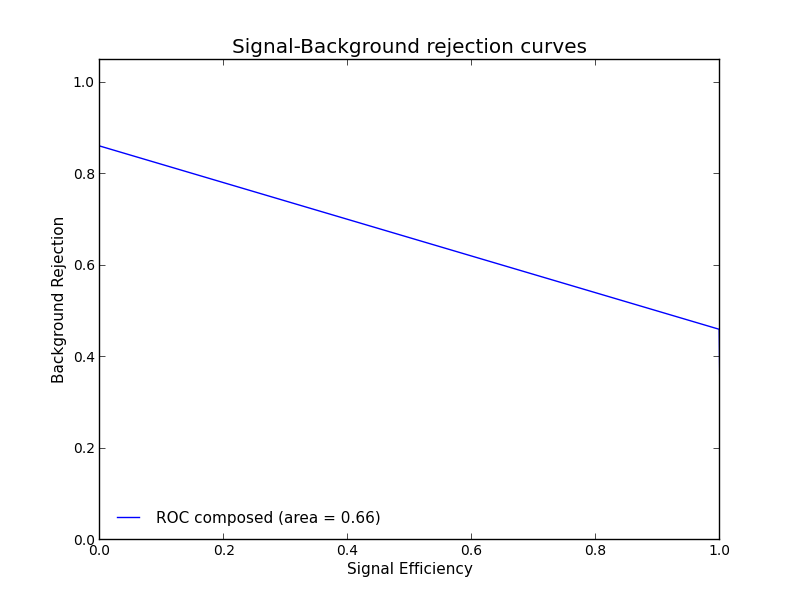 Signal-Background rejection curves
1.0
0.8
0.6
0.4
0.2
0.0
Background Rejection
ROC composed (area = 0.66)
0.0 0.2 0.4 0.6 0.8 1.0
Signal Efficiency